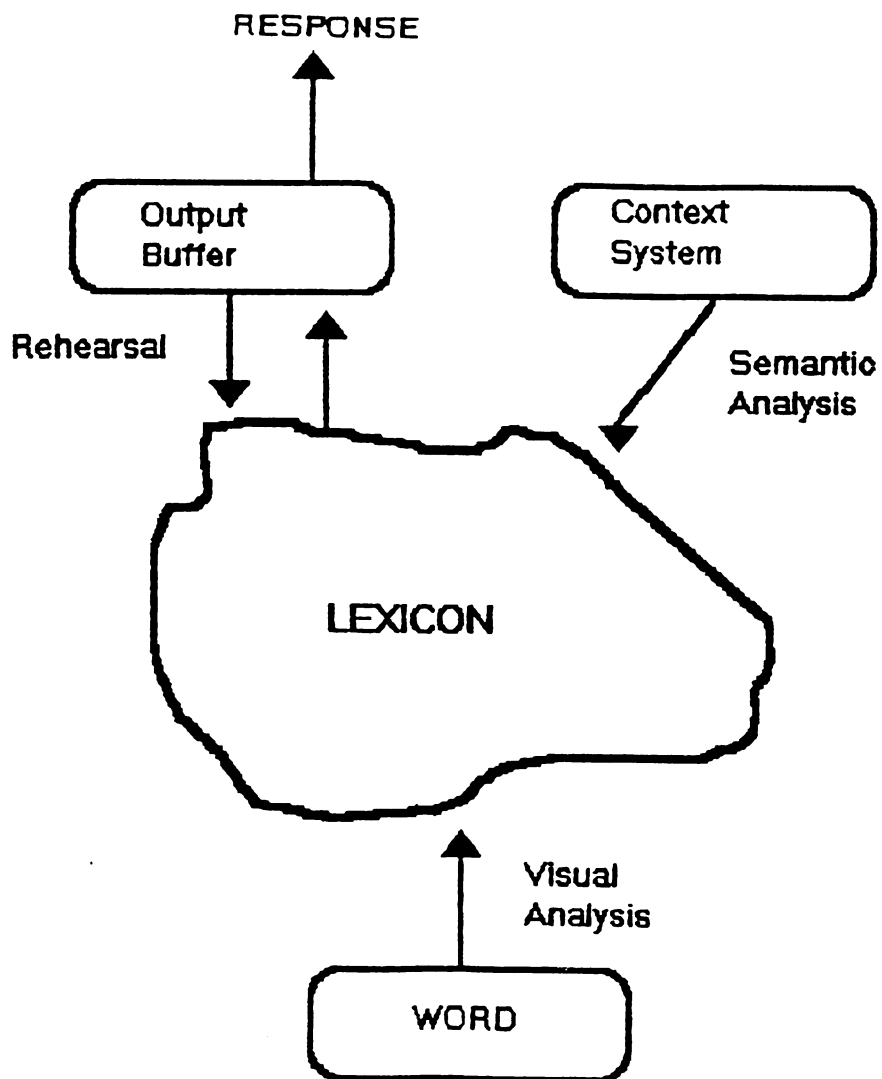 RESPONSE
Output
Buffer
Context
System
Rehearsal
Semantic
Analysis
LEXICON
Visual
Analysis
WORD